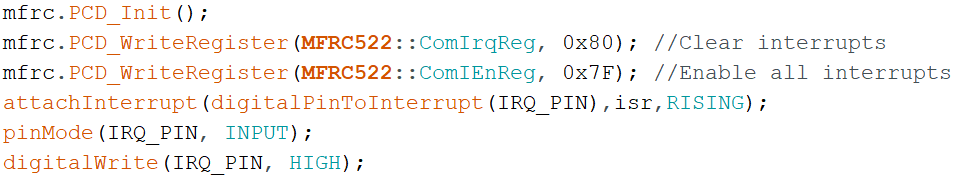 mfrc.PCD_Init();
mfrc.PCD_WriteRegister(MFRC522::ComIrqReg, 0x80); //Clear interrupts
mfrc.PCD_WriteRegister(MFRC522::ComIEnReg, 0x7F); //Enable all interrupts
attachInterrupt(digitalPinToInterrupt(IRQ_PIN),isr,RISING);
pinMode(IRQ_PIN, INPUT);
digitalWrite(IRQ_PIN, HIGH);